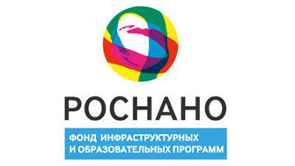 РОСНАНО
ФОНД ИНФРАСТРУКТУРНЫХ
И ОБРАЗОВАТЕЛЬНЫХ ПРОГРАММ